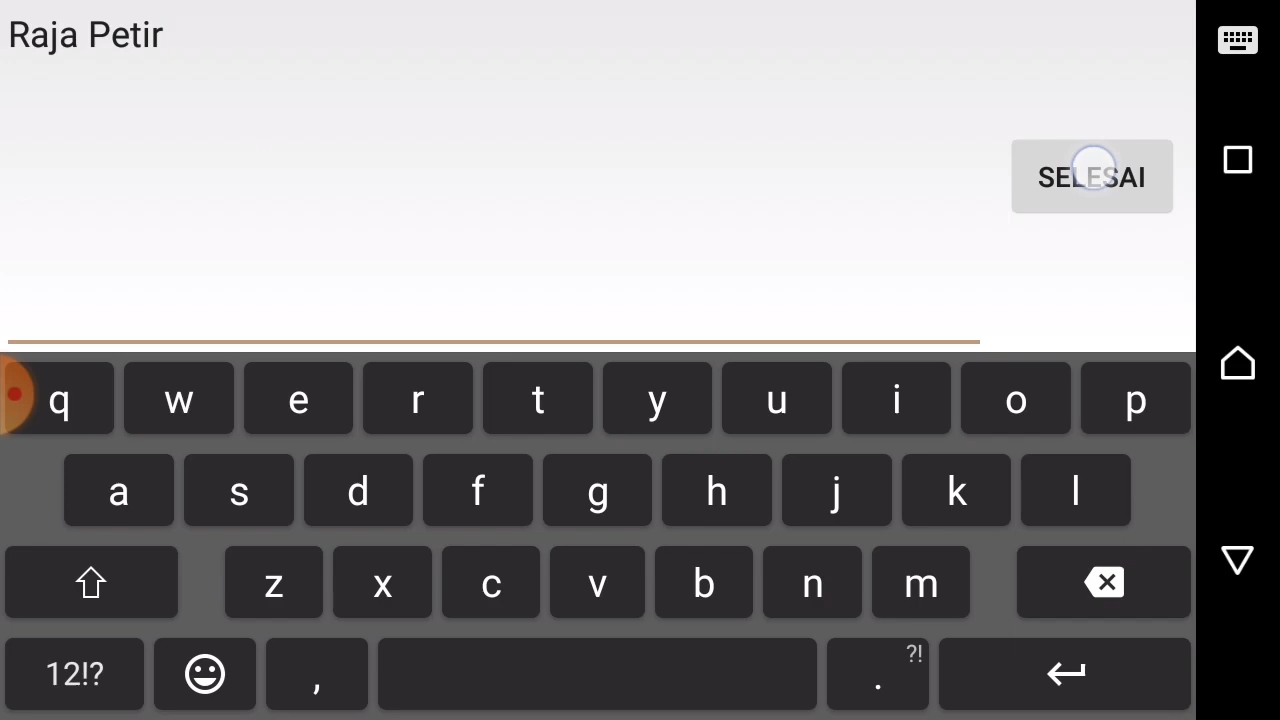 Raja Petir
SELESAI
q w e r t y u i o p
a s d f g h j k l
z x c v b n m
12!? , . ?!